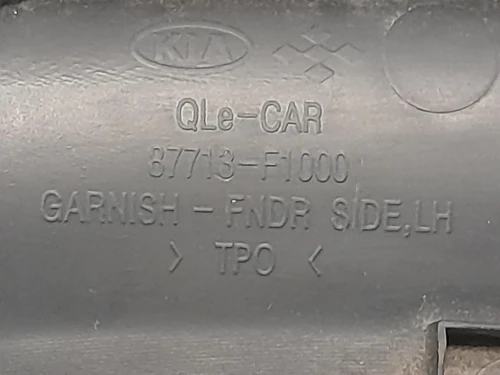 KIA
QLe-CAR
87713-F1000
GARNISH - FNDR SIDE,LH
> TPO <